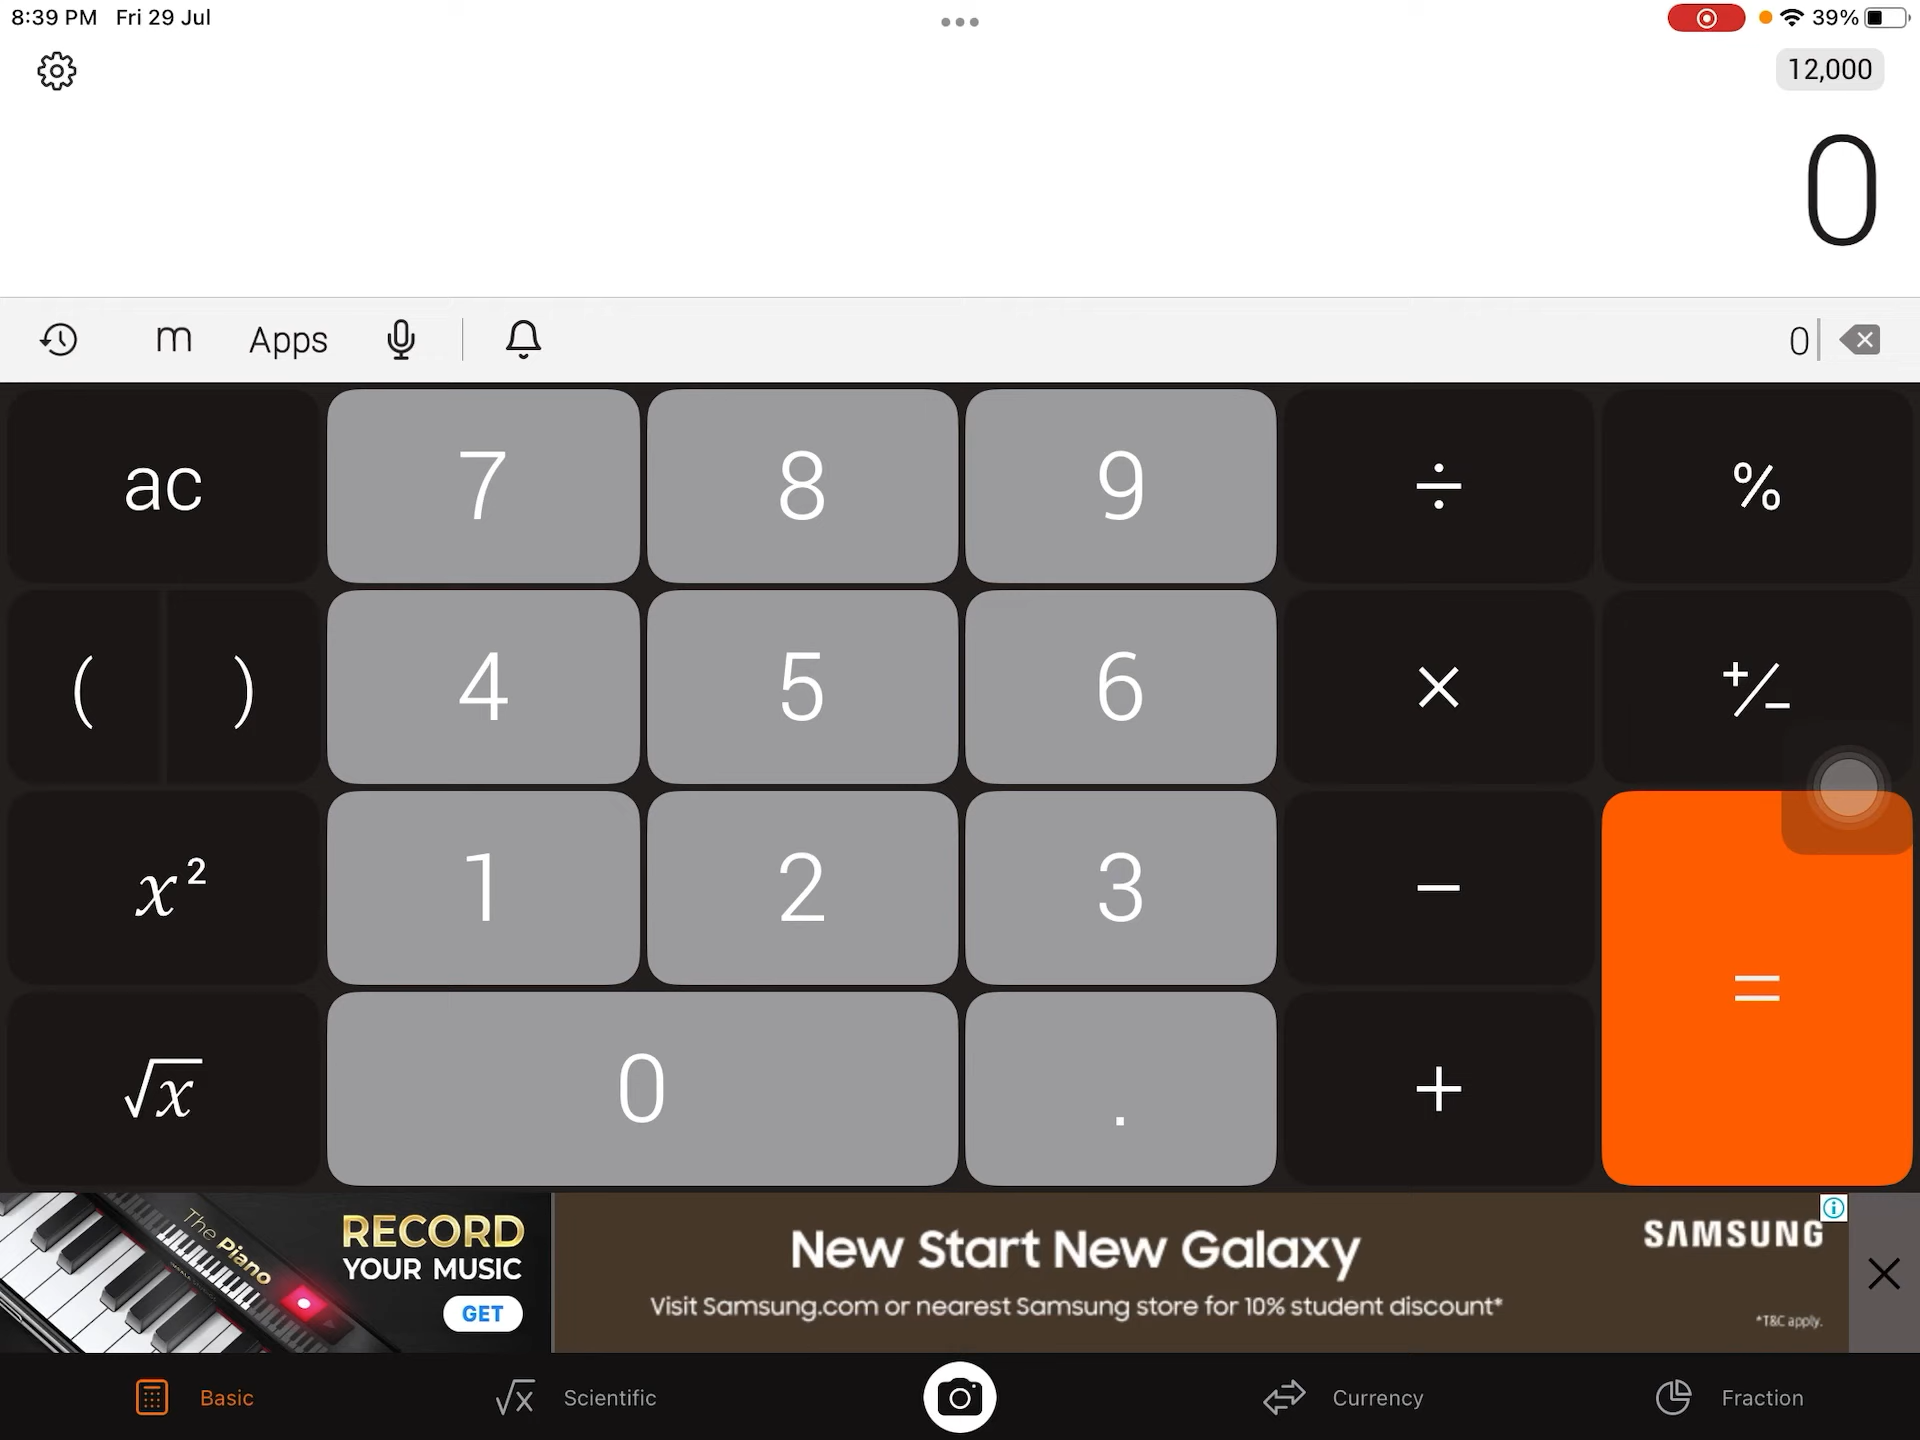 8:39 PM Fri 29 Jul
39%
12,000
0
m Apps 0
ac 7 8 9 ÷ %
( ) 4 5 6 × +/−
x² 1 2 3 −
=
√x 0 . +
The Piano
RECORD
YOUR MUSIC
GET
New Start New Galaxy
Visit Samsung.com or nearest Samsung store for 10% student discount*
SAMSUNG
*T&C apply.
Basic √x Scientific Currency Fraction